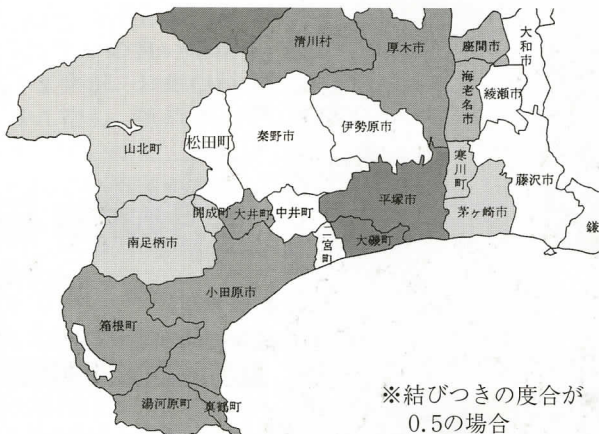 清川村
厚木市
座間市
大和市
海老名市
綾瀬市
山北町
松田町
秦野市
伊勢原市
寒川町
藤沢市
開成町
大井町
中井町
平塚市
茅ヶ崎市
鎌
南足柄市
二宮町
大磯町
小田原市
箱根町
湯河原町
真鶴町
※結びつきの度合が
0.5の場合